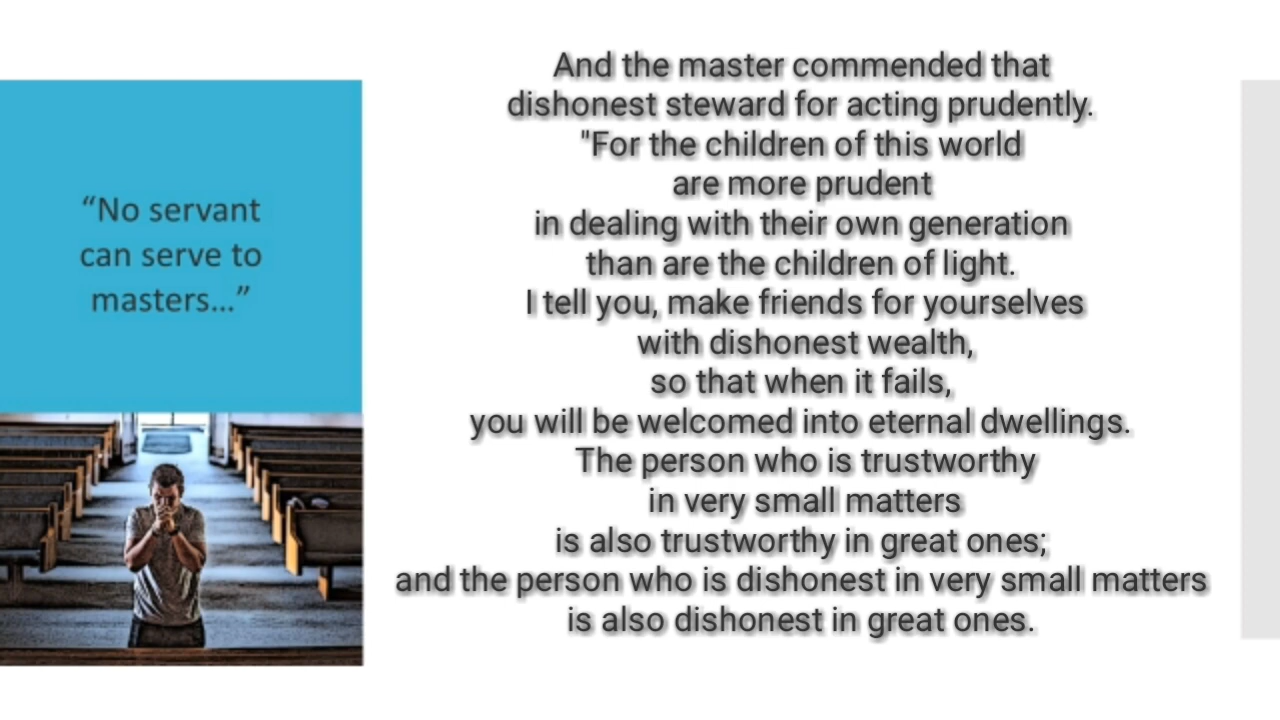 “No servant
can serve to
masters...”
And the master commended that
dishonest steward for acting prudently.
"For the children of this world
are more prudent
in dealing with their own generation
than are the children of light.
I tell you, make friends for yourselves
with dishonest wealth,
so that when it fails,
you will be welcomed into eternal dwellings.
The person who is trustworthy
in very small matters
is also trustworthy in great ones;
and the person who is dishonest in very small matters
is also dishonest in great ones.